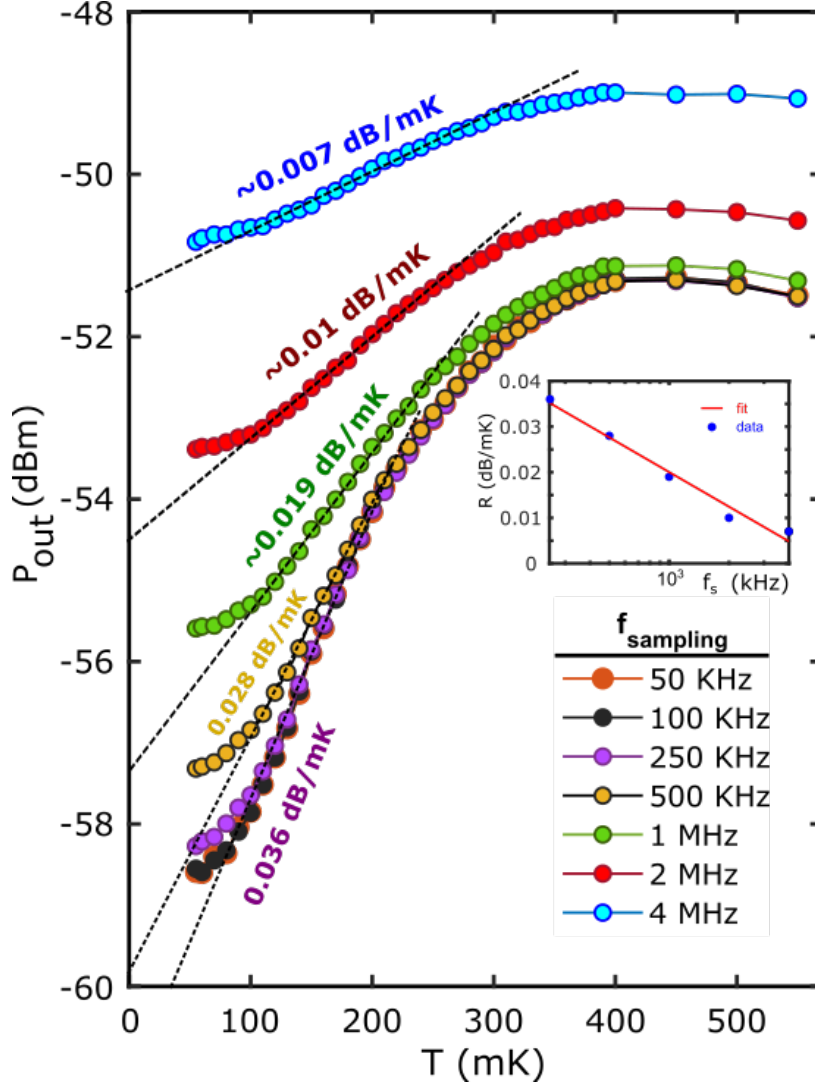 -48
-50
-52
-54
-56
-58
-60
P_out (dBm)
0
100
200
300
400
500
T (mK)
~0.007 dB/mK
~0.01 dB/mK
~0.019 dB/mK
0.028 dB/mK
0.036 dB/mK
0.04
0.03
0.02
0.01
0
R (dB/mK)
fit
data
10^3
f_s (kHz)
f_sampling
50 KHz
100 KHz
250 KHz
500 KHz
1 MHz
2 MHz
4 MHz